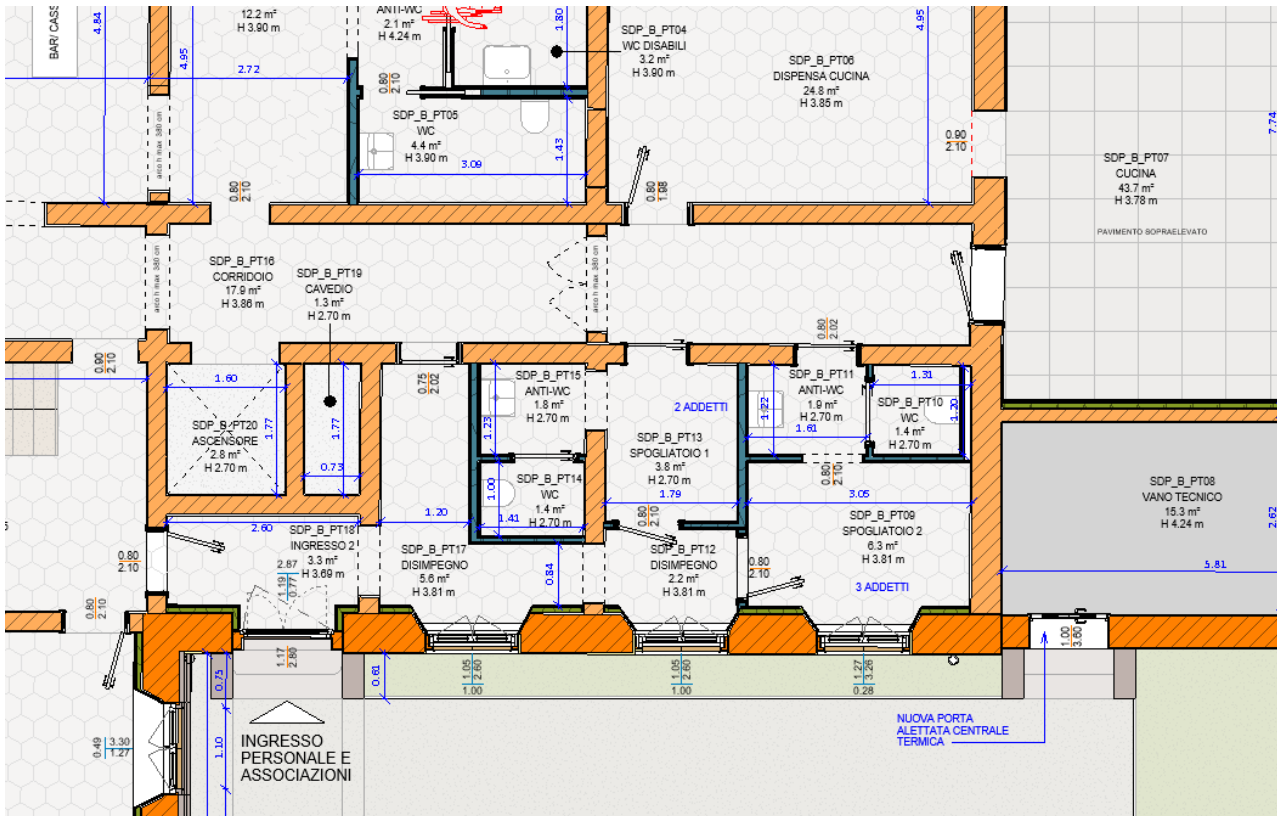 BAR/ CASS
4.84
12.2 m²
H 3.90 m
4.95
2.72
ANTI-WC
2.1 m²
H 4.24 m
1.80
SDP_B_PT04
WC DISABILI
3.2 m²
H 3.90 m
SDP_B_PT06
DISPENSA CUCINA
24.8 m²
H 3.85 m
4.95
7.74
0.80
2.10
SDP_B_PT05
WC
4.4 m²
H 3.90 m
3.09
1.43
arco h max 380 cm
0.80
2.10
0.80
1.98
0.90
2.10
SDP_B_PT07
CUCINA
43.7 m²
H 3.78 m
PAVIMENTO SOPRAELEVATO
arco h max 380 cm
SDP_B_PT16
CORRIDOIO
17.9 m²
H 3.86 m
SDP_B_PT19
CAVEDIO
1.3 m²
H 2.70 m
arco h max 380 cm
0.80
2.02
0.90
2.10
1.60
1.77
SDP_B_PT20
ASCENSORE
2.8 m²
H 2.70 m
1.77
0.73
0.75
2.02
SDP_B_PT15
ANTI-WC
1.8 m²
H 2.70 m
1.23
2 ADDETTI
SDP_B_PT13
SPOGLIATOIO 1
3.8 m²
H 2.70 m
1.79
SDP_B_PT11
ANTI-WC
1.9 m²
H 2.70 m
1.22
1.61
1.31
SDP_B_PT10
WC
1.4 m²
H 2.70 m
1.20
SDP_B_PT14
WC
1.4 m²
H 2.70 m
1.00
1.41
0.80
2.10
0.80
2.10
3.05
SDP_B_PT09
SPOGLIATOIO 2
6.3 m²
H 3.81 m
3 ADDETTI
SDP_B_PT08
VANO TECNICO
15.3 m²
H 4.24 m
2.62
5.81
2.60
SDP_B_PT18
INGRESSO 2
3.3 m²
H 3.69 m
2.87
1.19
0.77
1.20
SDP_B_PT17
DISIMPEGNO
5.6 m²
H 3.81 m
0.84
SDP_B_PT12
DISIMPEGNO
2.2 m²
H 3.81 m
0.80
2.10
0.80
2.10
0.80
2.10
1.17
2.80
0.61
1.05
2.60
1.00
1.05
2.60
1.00
1.27
3.26
0.28
1.00
3.60
0.75
1.10
0.49
3.30
1.27
INGRESSO
PERSONALE E
ASSOCIAZIONI
NUOVA PORTA
ALETTATA CENTRALE
TERMICA